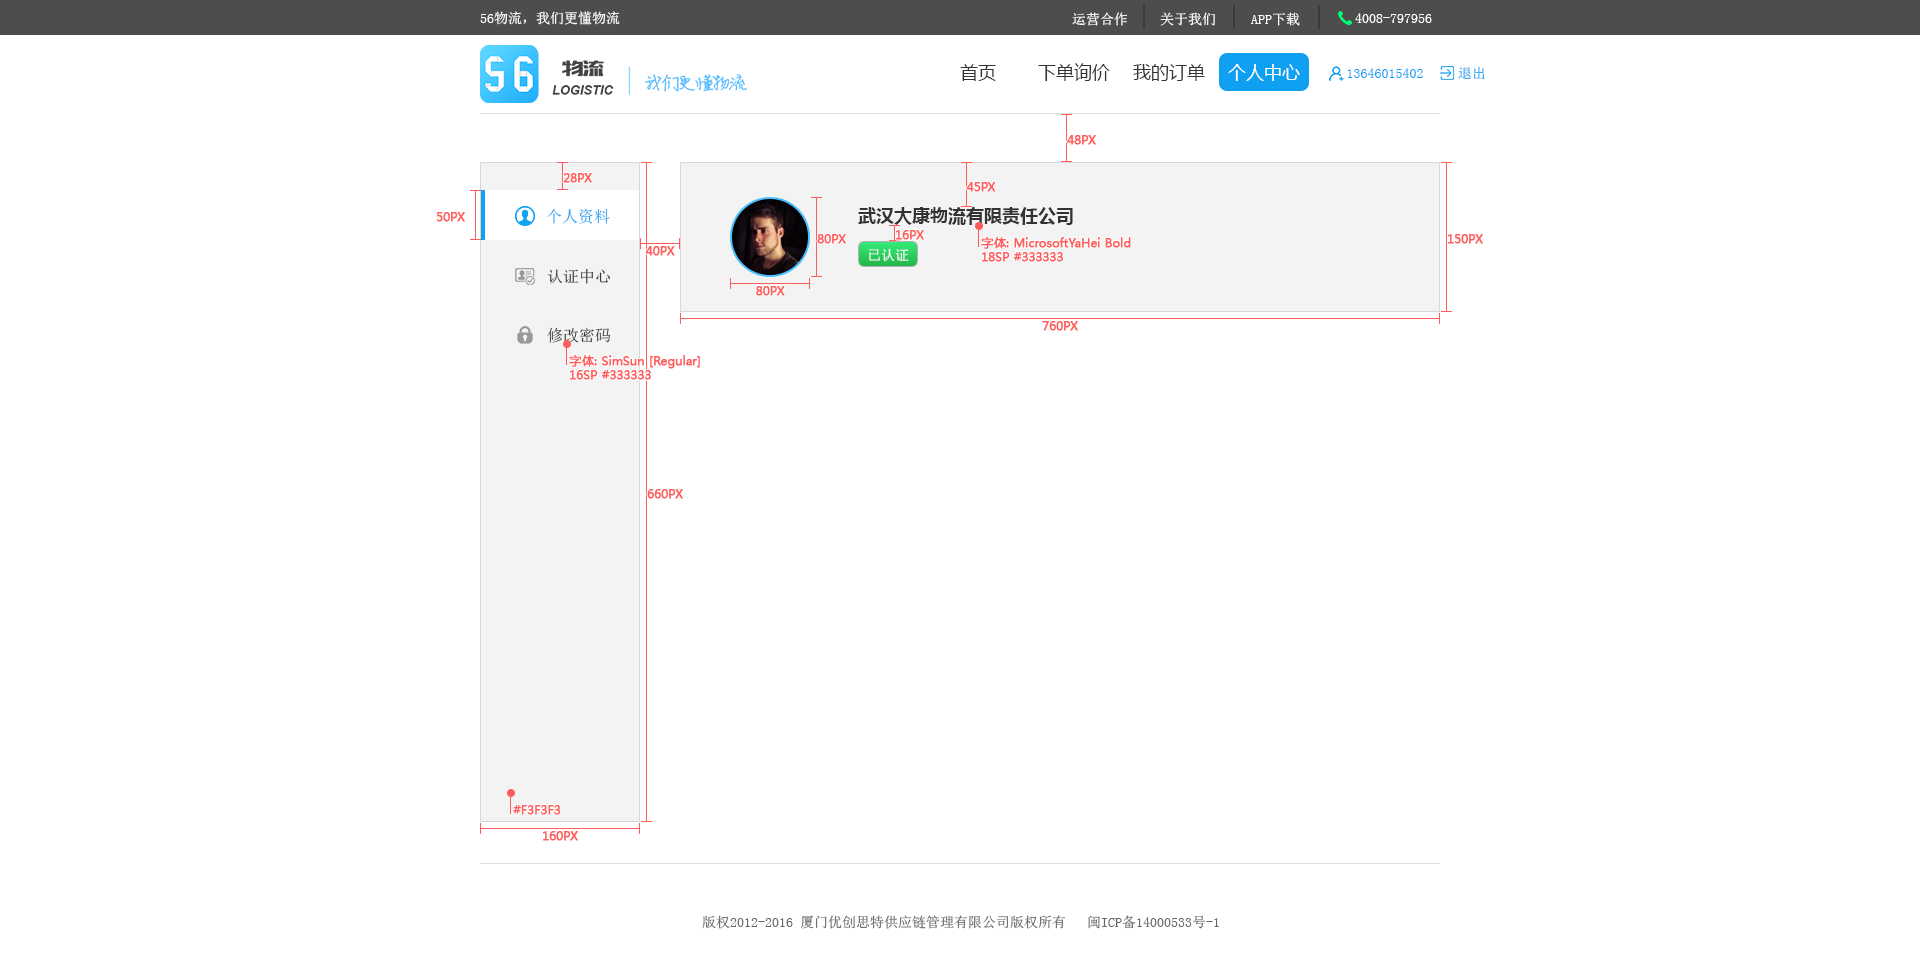 56物流，我们更懂物流
运营合作
关于我们
APP下载
4008-797956
56
物流
LOGISTIC
我们更懂物流
首页
下单询价
我的订单
个人中心
13646015402
退出
48PX
28PX
50PX
个人资料
认证中心
修改密码
字体: SimSun [Regular]
16SP #333333
40PX
660PX
#F3F3F3
160PX
45PX
武汉大康物流有限责任公司
16PX
字体: MicrosoftYaHei Bold
18SP #333333
已认证
80PX
80PX
150PX
760PX
版权2012-2016 厦门优创思特供应链管理有限公司版权所有 闽ICP备14000533号-1